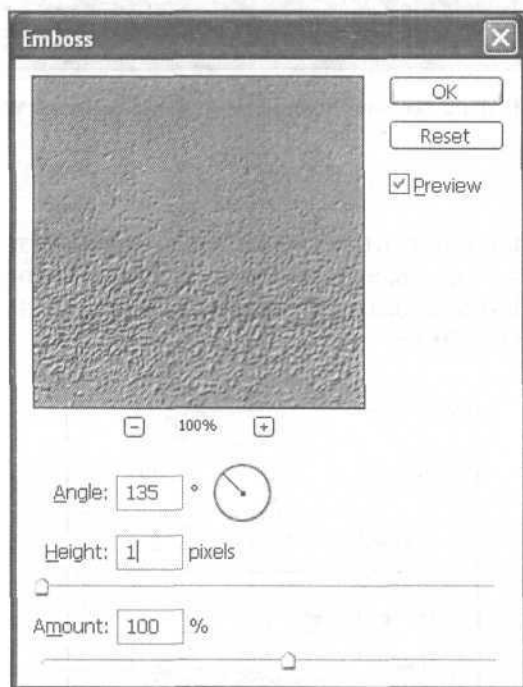 Emboss
OK
Reset
Preview
100%
Angle: 135 °
Height: 1 pixels
Amount: 100 %